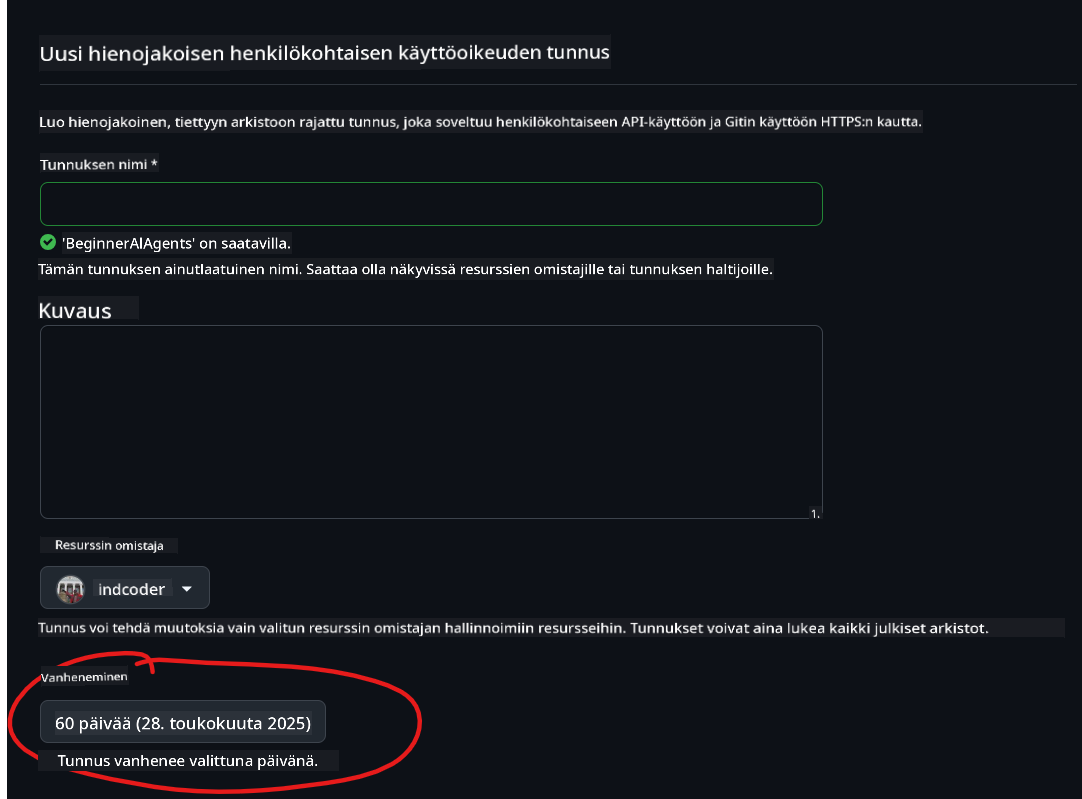 Uusi hienojakoisen henkilökohtaisen käyttöoikeuden tunnus
Luo hienojakoinen, tiettyyn arkistoon rajattu tunnus, joka soveltuu henkilökohtaiseen API-käyttöön ja Gitin käyttöön HTTPS:n kautta.
Tunnuksen nimi *
'BeginnerAIAgents' on saatavilla.
Tämän tunnuksen ainutlaatuinen nimi. Saattaa olla näkyvissä resurssien omistajille tai tunnuksen haltijoille.
Kuvaus
1.
Resurssin omistaja
indcoder
Tunnus voi tehdä muutoksia vain valitun resurssin omistajan hallinnoimiin resursseihin. Tunnukset voivat aina lukea kaikki julkiset arkistot.
Vanheneminen
60 päivää (28. toukokuuta 2025)
Tunnus vanhenee valittuna päivänä.